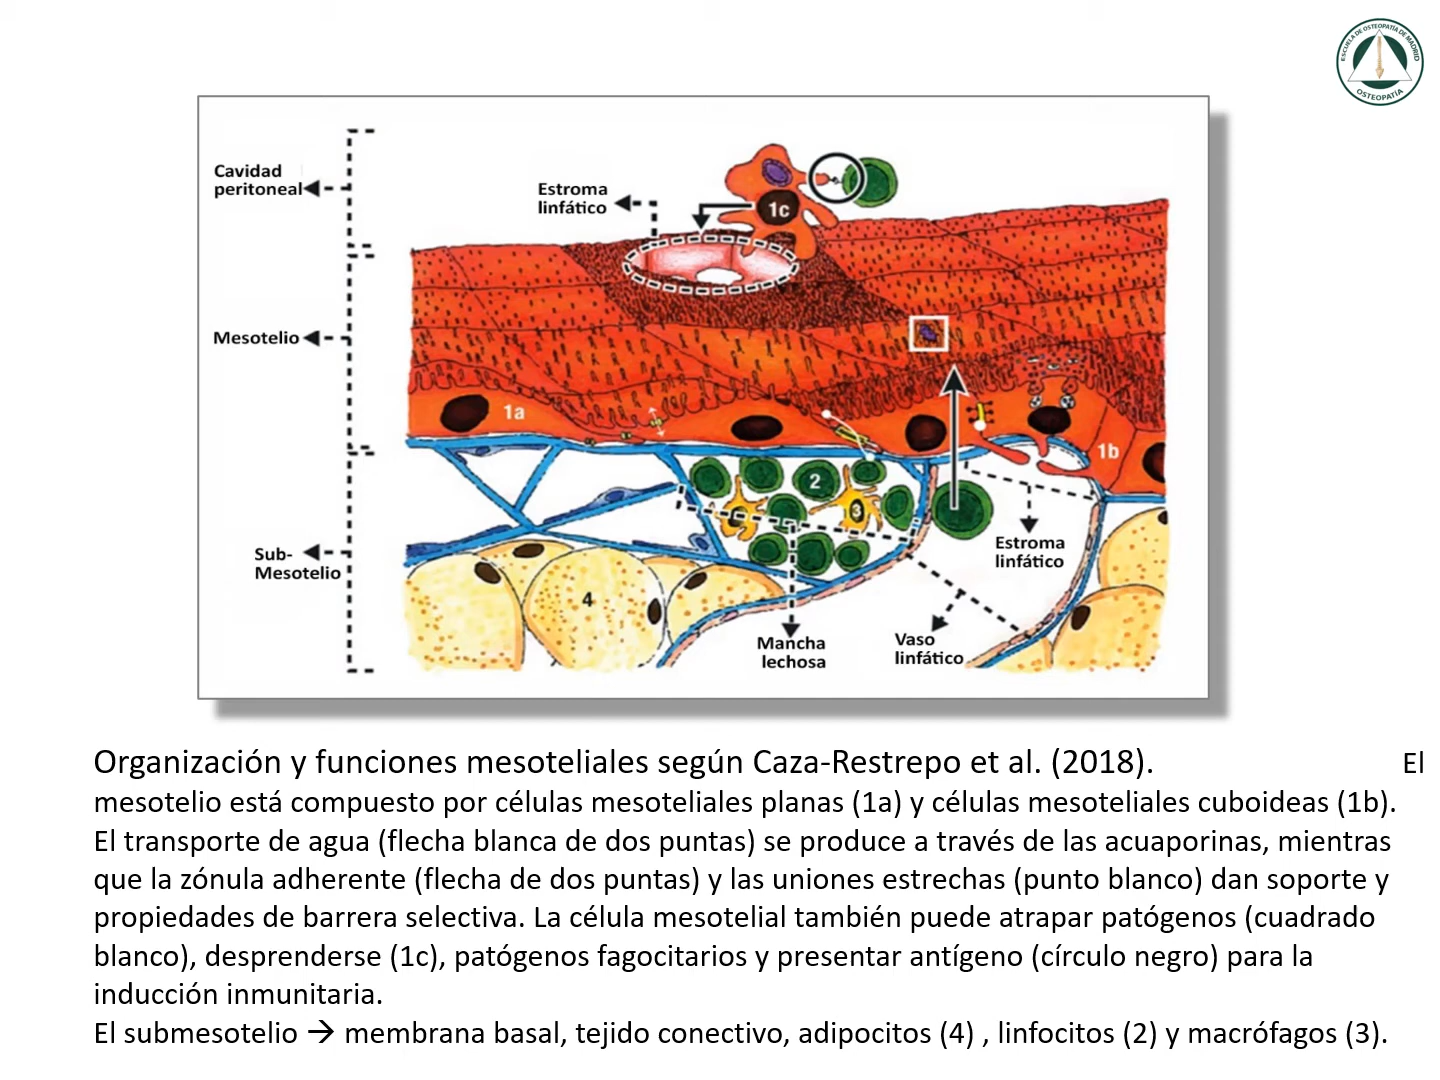 ESCUELA DE OSTEOPATÍA DE MADRID
OSTEOPATÍA
Cavidad
peritoneal
Estroma
linfático
1c
Mesotelio
1a
1b
2
3
Sub-
Mesotelio
4
Estroma
linfático
Mancha
lechosa
Vaso
linfático
Organización y funciones mesoteliales según Caza-Restrepo et al. (2018). El
mesotelio está compuesto por células mesoteliales planas (1a) y células mesoteliales cuboideas (1b).
El transporte de agua (flecha blanca de dos puntas) se produce a través de las acuaporinas, mientras
que la zónula adherente (flecha de dos puntas) y las uniones estrechas (punto blanco) dan soporte y
propiedades de barrera selectiva. La célula mesotelial también puede atrapar patógenos (cuadrado
blanco), desprenderse (1c), patógenos fagocitarios y presentar antígeno (círculo negro) para la
inducción inmunitaria.
El submesotelio → membrana basal, tejido conectivo, adipocitos (4) , linfocitos (2) y macrófagos (3).